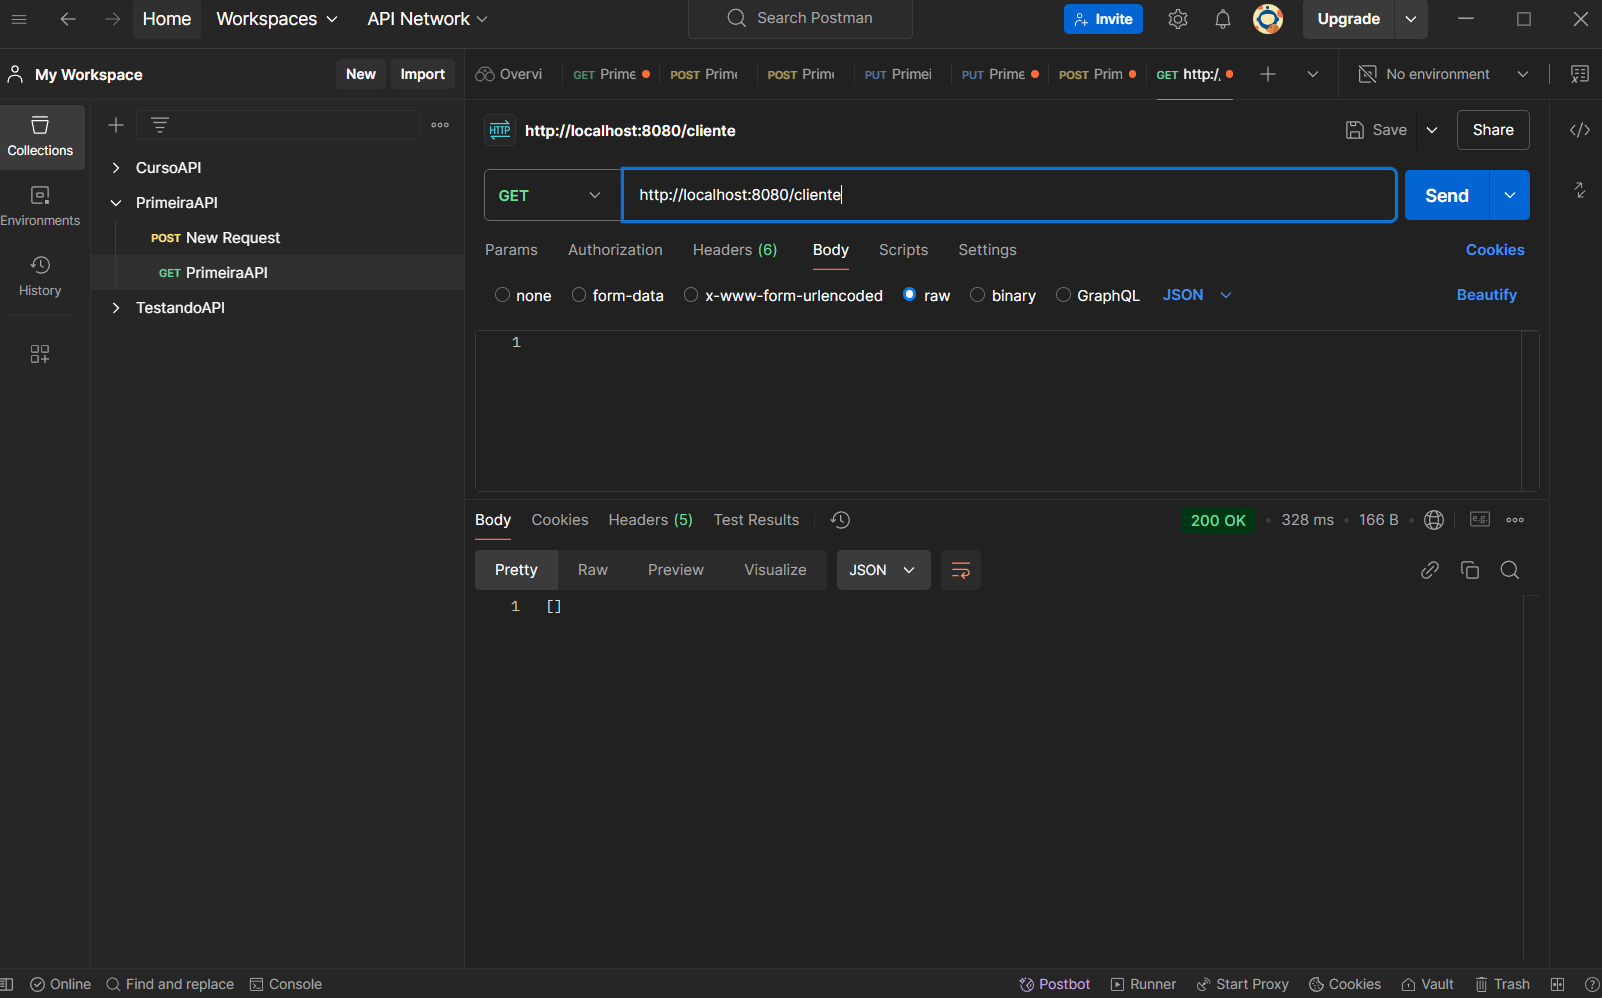 Home Workspaces API Network Search Postman Invite Upgrade
My Workspace New Import Overvi GET Prime POST Prim POST Prim PUT Primei PUT Prime POST Prim GET http:/. No environment
Collections
Environments
History
CursoAPI
PrimeiraAPI
POST New Request
GET PrimeiraAPI
TestandoAPI
HTTP http://localhost:8080/cliente Save Share
GET http://localhost:8080/cliente Send
Params Authorization Headers (6) Body Scripts Settings Cookies
none form-data x-www-form-urlencoded raw binary GraphQL JSON Beautify
1
Body Cookies Headers (5) Test Results 200 OK 328 ms 166 B e.g.
Pretty Raw Preview Visualize JSON
1 []
Online Find and replace Console Postbot Runner Start Proxy Cookies Vault Trash